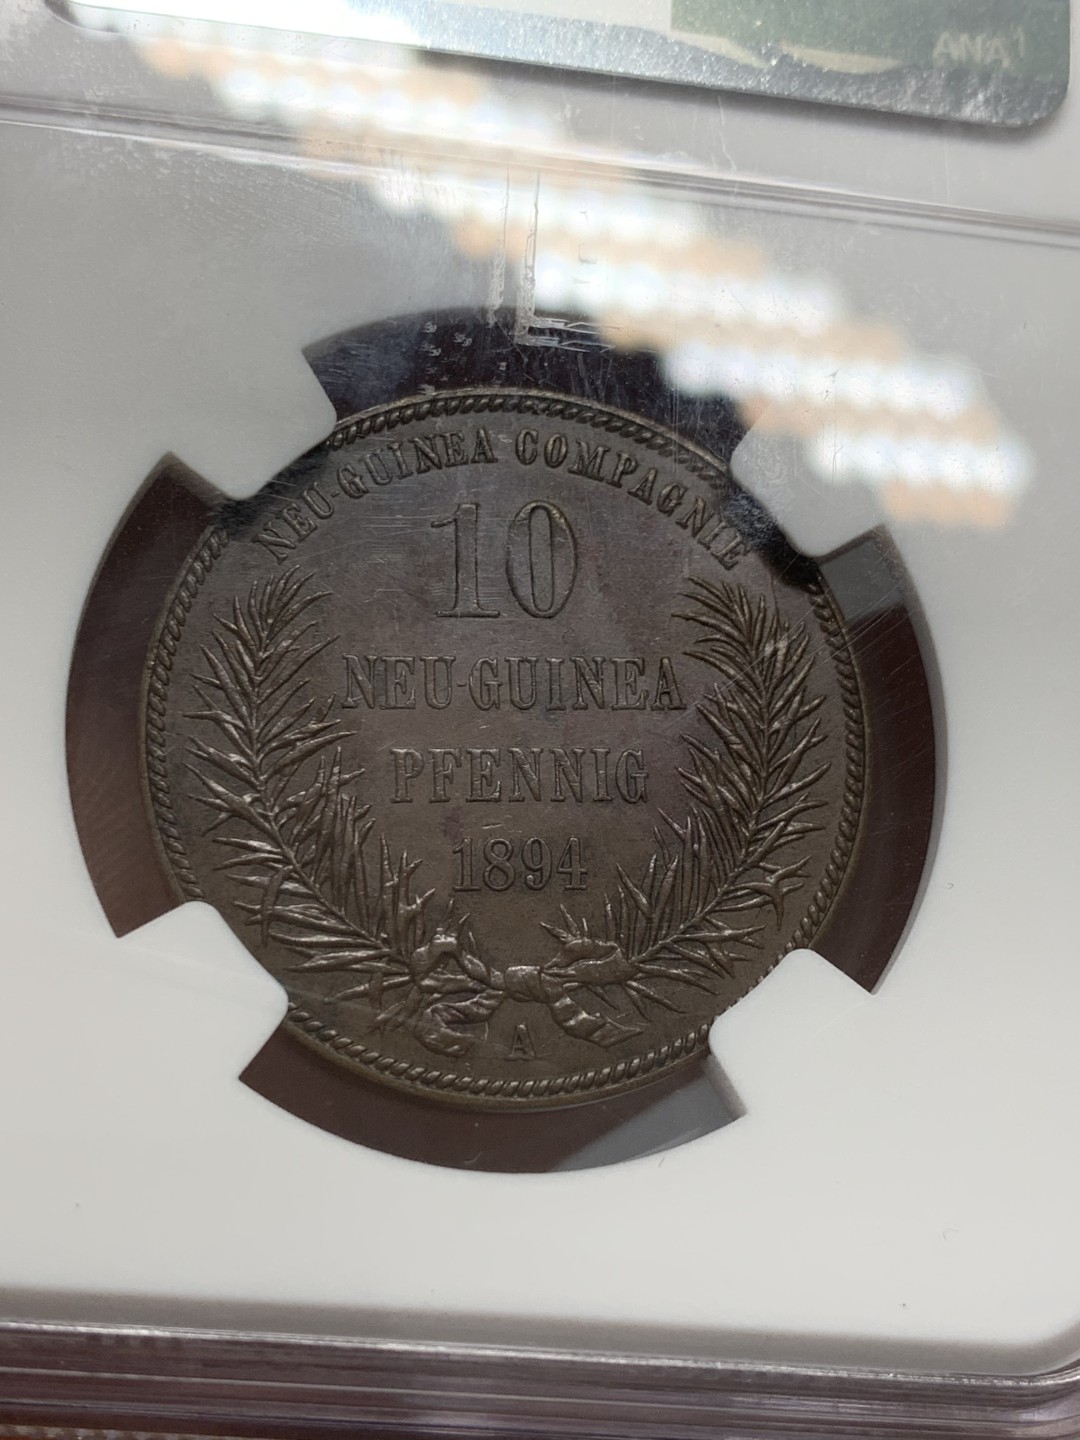 ANA
NEU-GUINEA COMPAGNIE
10
NEU-GUINEA
PFENNIG
1894
A